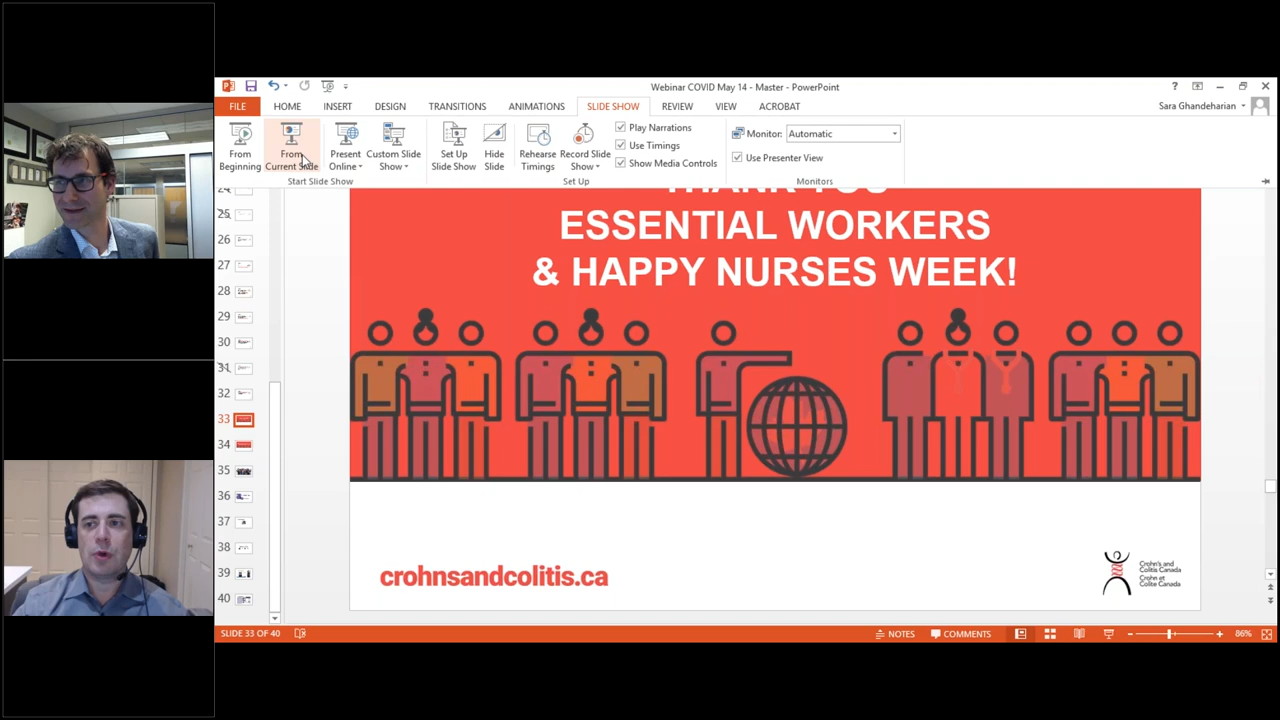 Webinar COVID May 14 - Master - PowerPoint
?
FILE HOME INSERT DESIGN TRANSITIONS ANIMATIONS SLIDE SHOW REVIEW VIEW ACROBAT
Sara Ghandeharian
From Beginning
From Current Slide
Present Online
Custom Slide Show
Start Slide Show
Set Up Slide Show
Hide Slide
Rehearse Timings
Record Slide Show
Play Narrations
Use Timings
Show Media Controls
Set Up
Monitor: Automatic
Use Presenter View
Monitors
24
25
26
27
28
29
30
31
32
33
34
35
36
37
38
39
40
THANK YOU
ESSENTIAL WORKERS
& HAPPY NURSES WEEK!
crohnsandcolitis.ca
Crohn's and
Colitis Canada
Crohn et
Colite Canada
SLIDE 33 OF 40
NOTES
COMMENTS
86%